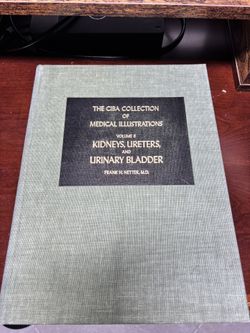 THE CIBA COLLECTION
OF
MEDICAL ILLUSTRATIONS
VOLUME 6
KIDNEYS, URETERS,
AND
URINARY BLADDER
FRANK H. NETTER, M.D.